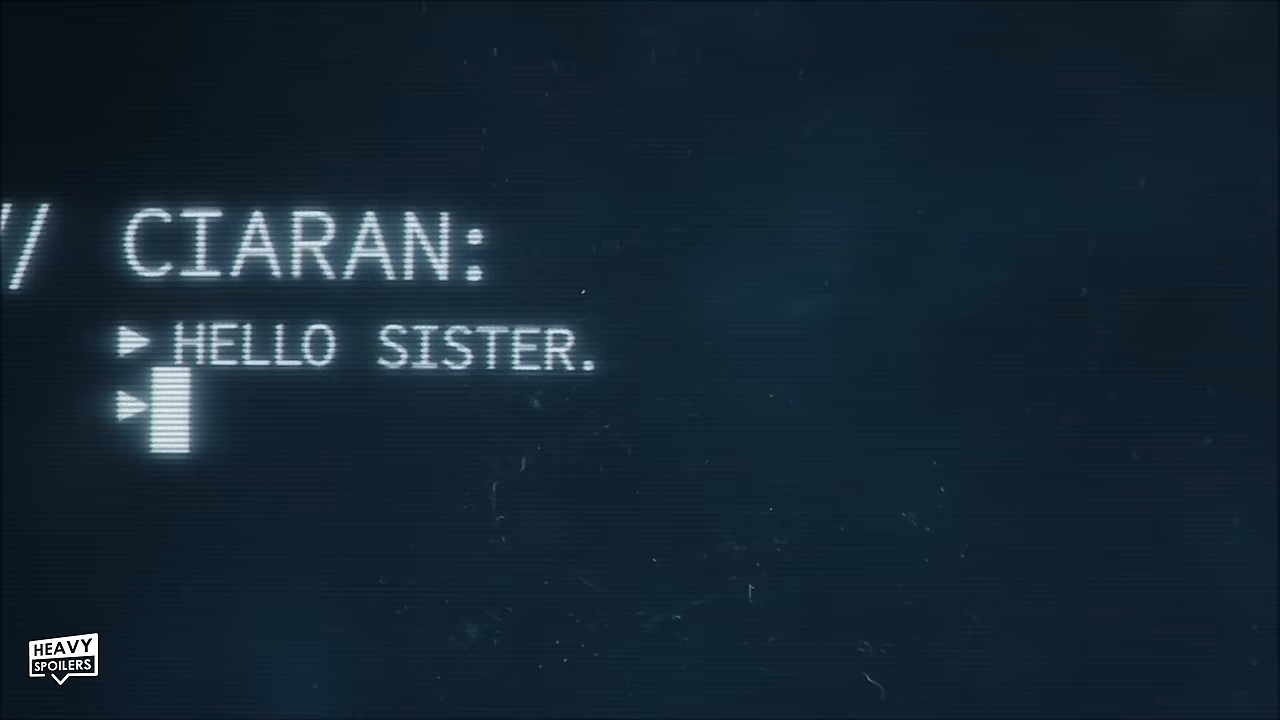 // CIARAN:
▶ HELLO SISTER.
▶
HEAVY
SPOILERS